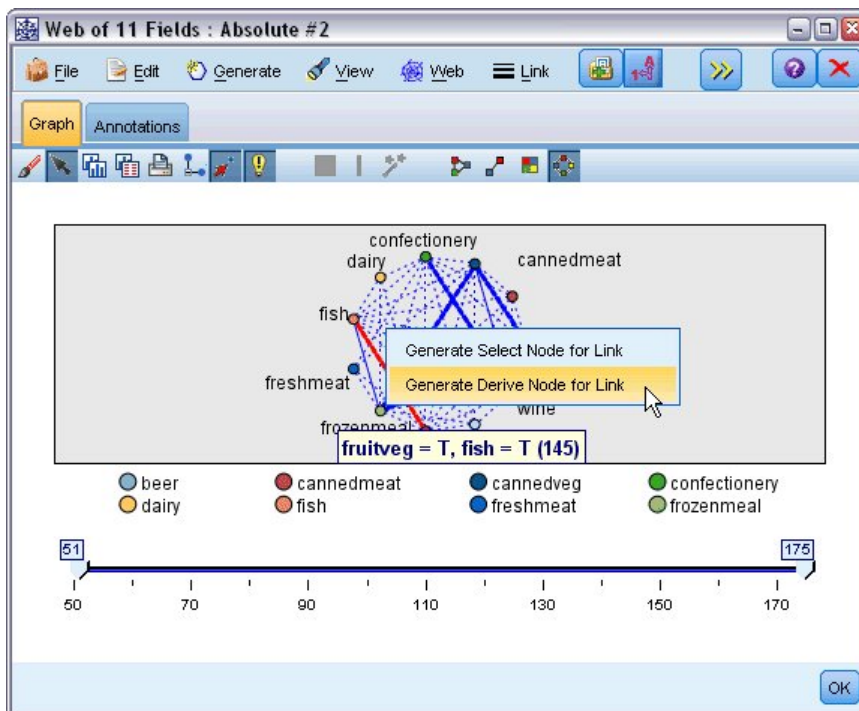 Web of 11 Fields : Absolute #2
File Edit Generate View Web Link
Graph Annotations
confectionery
dairy cannedmeat
fish
Generate Select Node for Link
freshmeat Generate Derive Node for Link
wine
frozenmeal
fruitveg = T, fish = T (145)
beer cannedmeat cannedveg confectionery
dairy fish freshmeat frozenmeal
51 175
50 70 90 110 130 150 170
OK